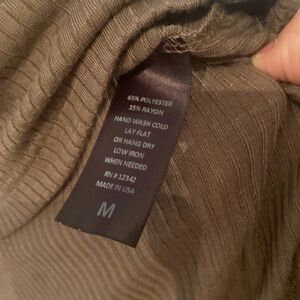 65% POLYESTER
35% RAYON
HAND WASH COLD
LAY FLAT
OR HANG DRY
LOW IRON
WHEN NEEDED
RN # 12342
MADE IN USA
M